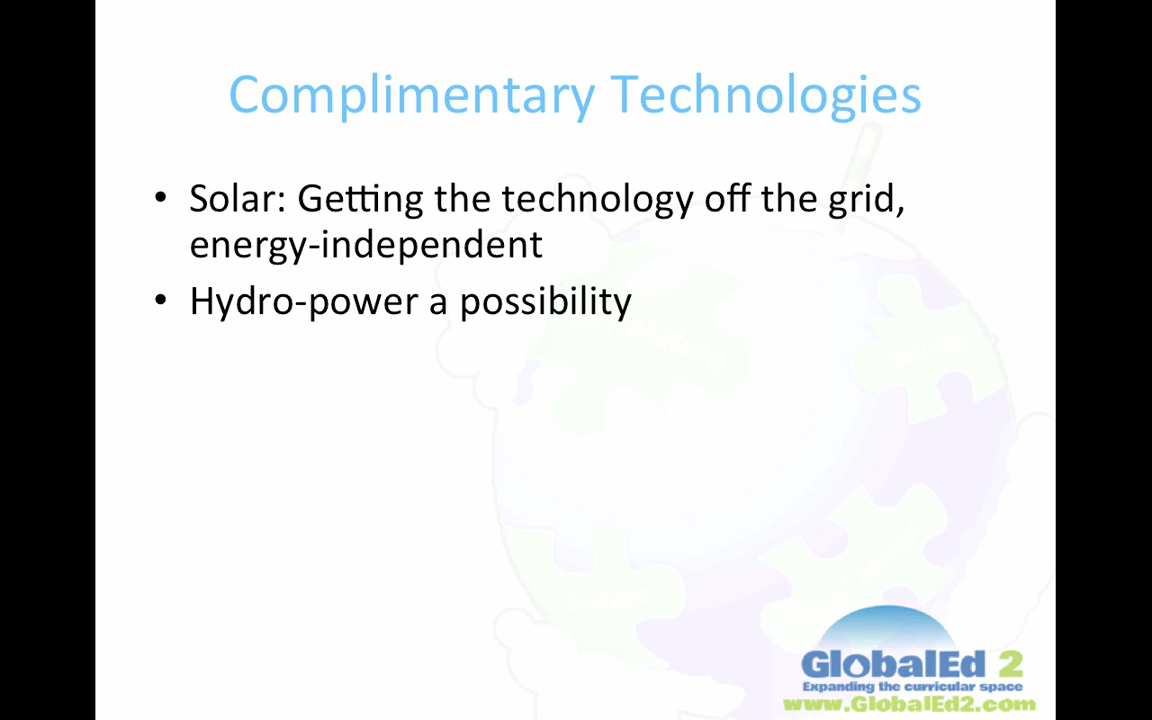 Complimentary Technologies
• Solar: Getting the technology off the grid,
energy-independent
• Hydro-power a possibility
GlobalEd 2
Expanding the curricular space
www.GlobalEd2.com